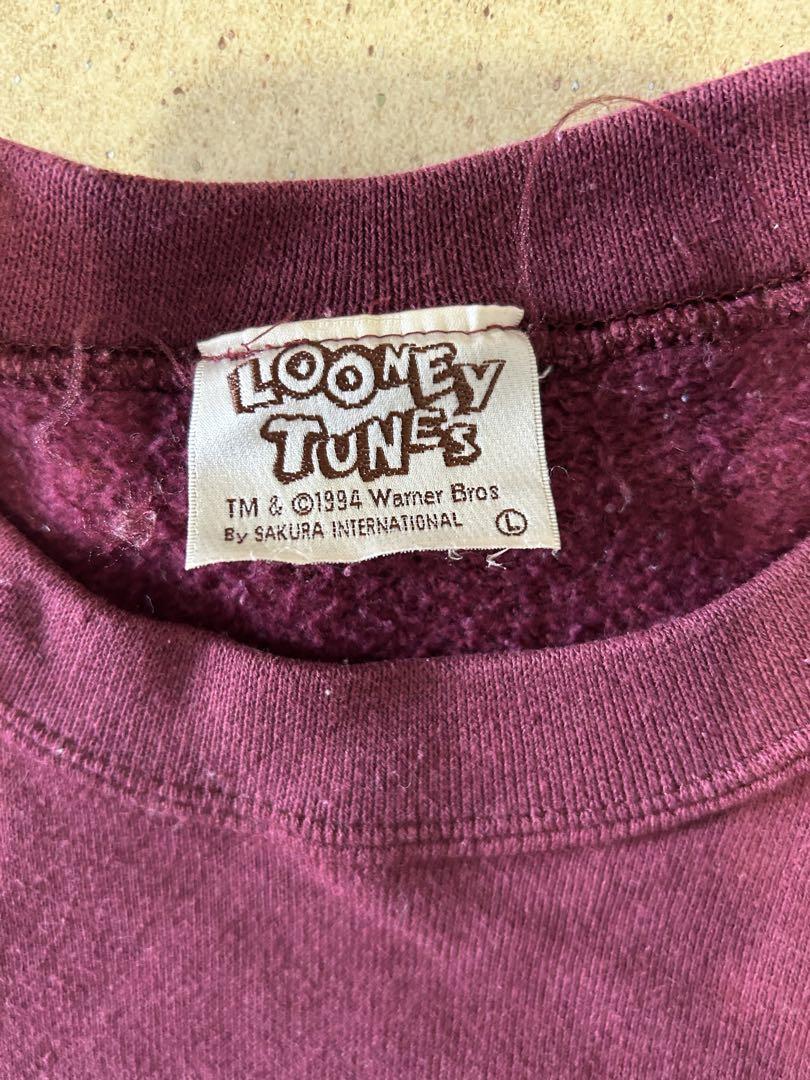 LOONEY
TUNES
TM & ©1994 Warner Bros
By SAKURA INTERNATIONAL
L